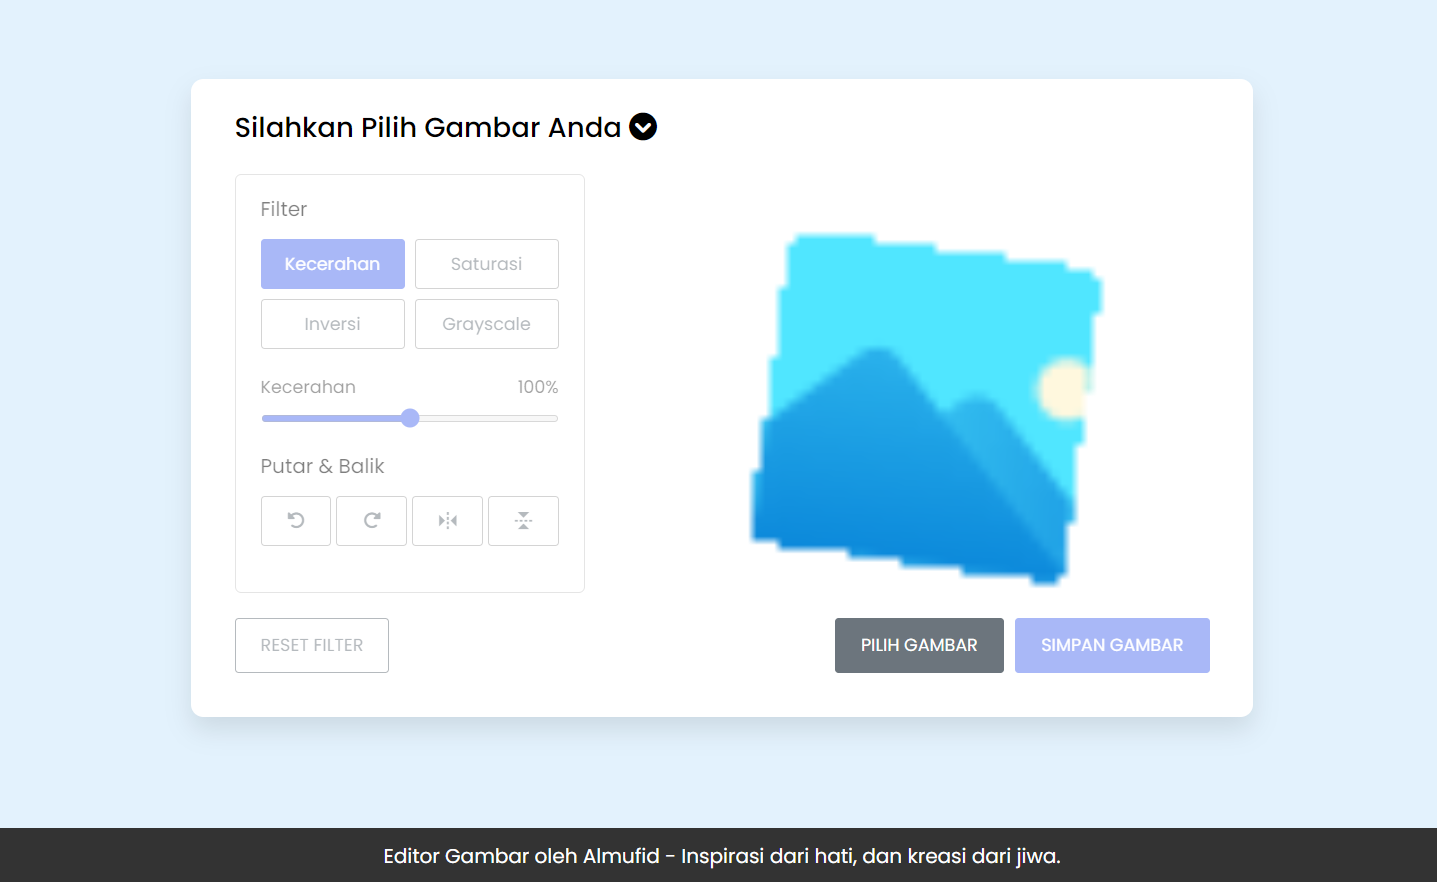 Silahkan Pilih Gambar Anda
Filter
Kecerahan
Saturasi
Inversi
Grayscale
Kecerahan 100%
Putar & Balik
RESET FILTER
PILIH GAMBAR
SIMPAN GAMBAR
Editor Gambar oleh Almufid - Inspirasi dari hati, dan kreasi dari jiwa.